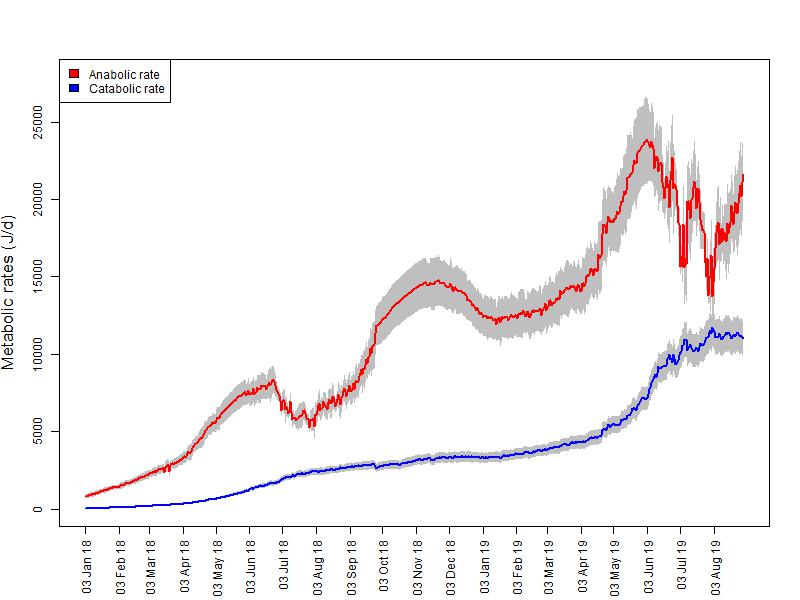 Anabolic rate
Catabolic rate
Metabolic rates (J/d)
25000
20000
15000
10000
5000
0
03 Jan 18
03 Feb 18
03 Mar 18
03 Apr 18
03 May 18
03 Jun 18
03 Jul 18
03 Aug 18
03 Sep 18
03 Oct 18
03 Nov 18
03 Dec 18
03 Jan 19
03 Feb 19
03 Mar 19
03 Apr 19
03 May 19
03 Jun 19
03 Jul 19
03 Aug 19